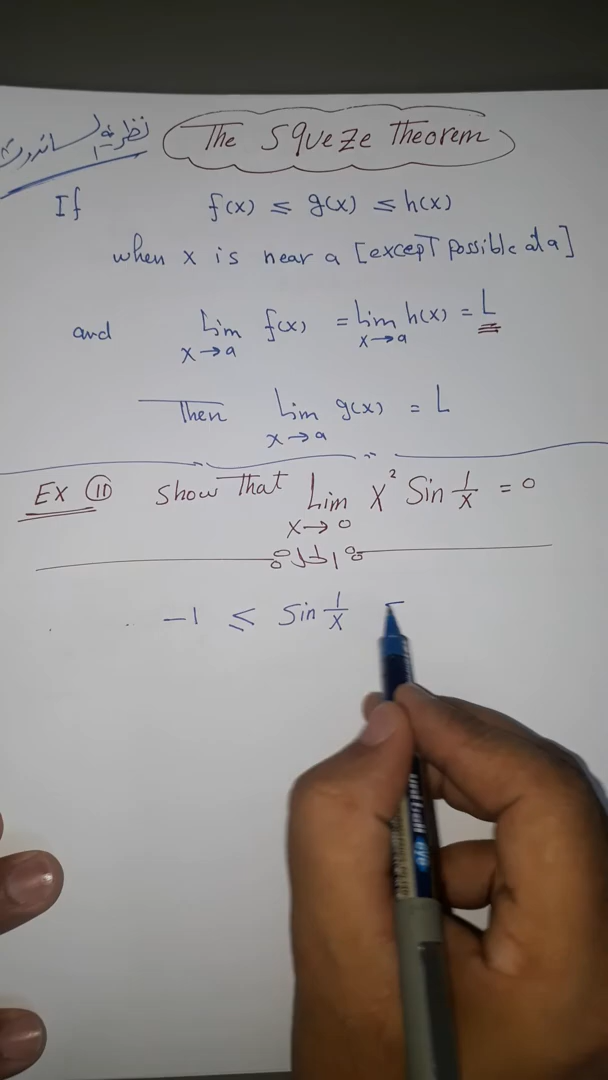 نظرية الساندوتش
The Squeze Theorem
If f(x) ≤ g(x) ≤ h(x)
when x is near a [except possible at a]
and Lim x→a f(x) = Lim x→a h(x) = L
Then Lim x→a g(x) = L
Ex 11 Show That Lim x→0 x² Sin 1/x = 0
الحل
-1 ≤ Sin 1/x